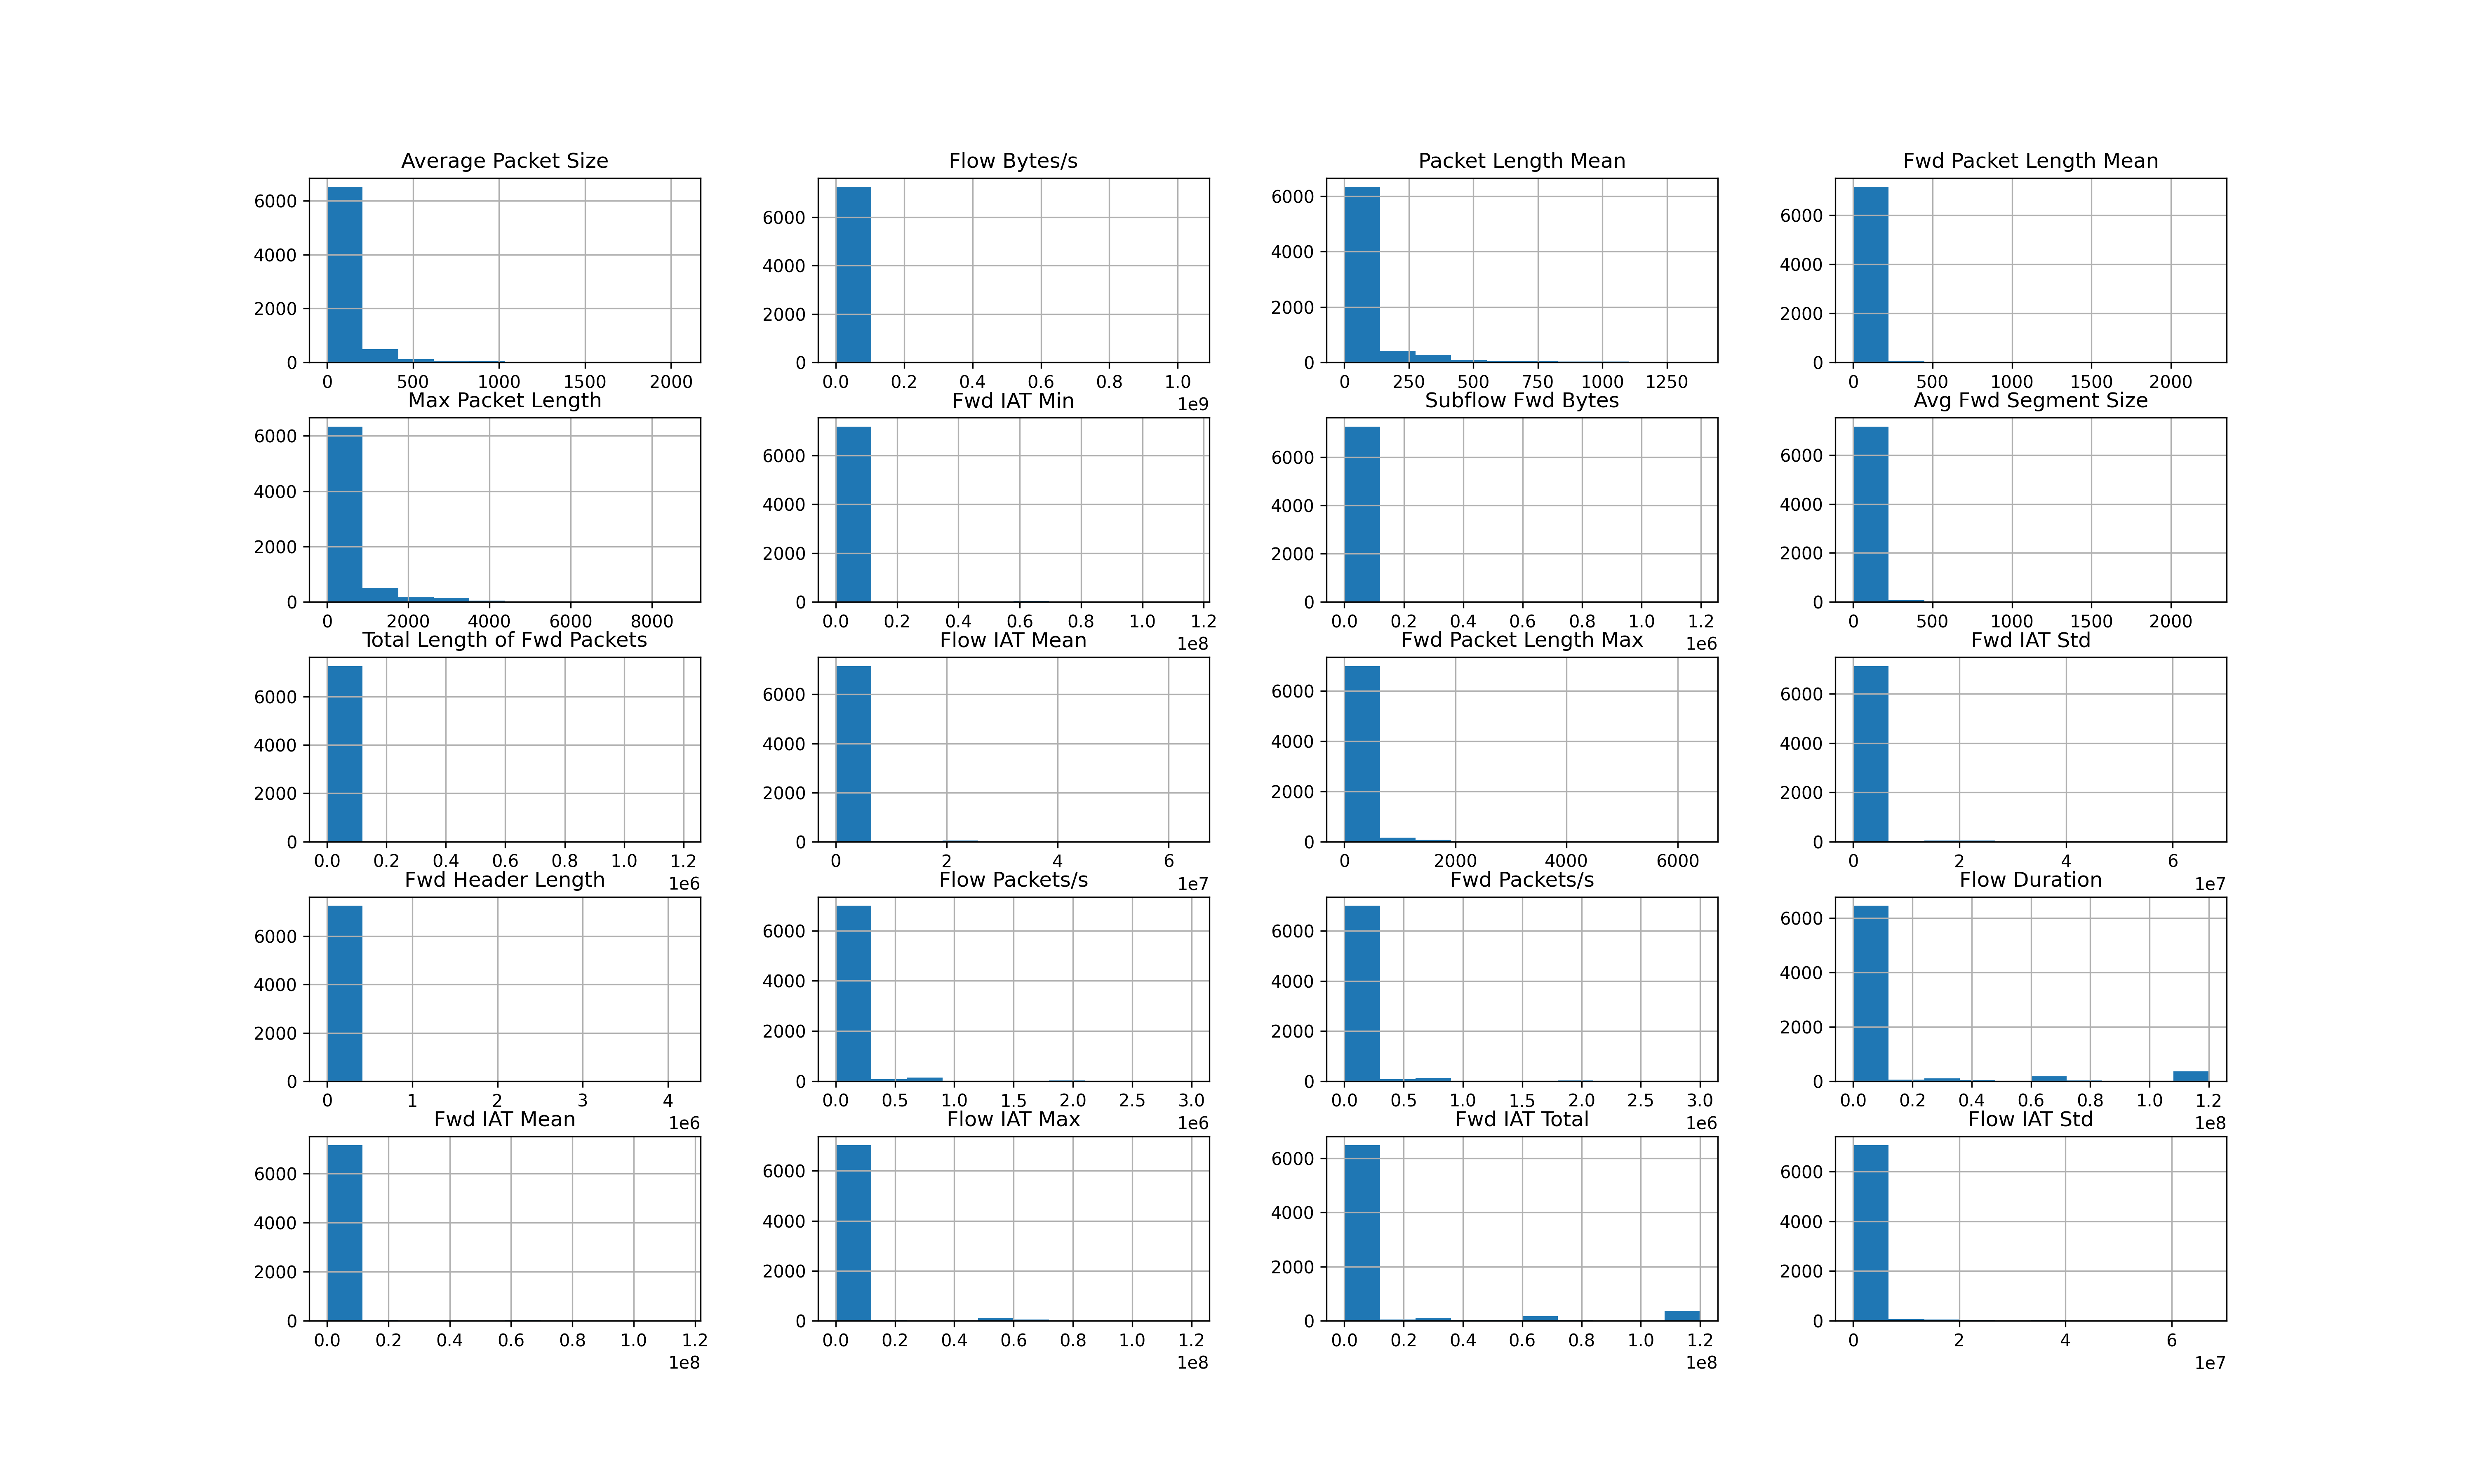 Average Packet Size
6000
4000
2000
0
0 500 1000 1500 2000
Flow Bytes/s
6000
4000
2000
0
0.0 0.2 0.4 0.6 0.8 1.0
1e9
Packet Length Mean
6000
4000
2000
0
0 250 500 750 1000 1250
Fwd Packet Length Mean
6000
4000
2000
0
0 500 1000 1500 2000
Max Packet Length
6000
4000
2000
0
0 2000 4000 6000 8000
Fwd IAT Min
6000
4000
2000
0
0.0 0.2 0.4 0.6 0.8 1.0 1.2
1e8
Subflow Fwd Bytes
6000
4000
2000
0
0.0 0.2 0.4 0.6 0.8 1.0 1.2
1e6
Avg Fwd Segment Size
6000
4000
2000
0
0 500 1000 1500 2000
Total Length of Fwd Packets
6000
4000
2000
0
0.0 0.2 0.4 0.6 0.8 1.0 1.2
1e6
Flow IAT Mean
6000
4000
2000
0
0 2 4 6
1e7
Fwd Packet Length Max
6000
4000
2000
0
0 2000 4000 6000
Fwd IAT Std
6000
4000
2000
0
0 2 4 6
1e7
Fwd Header Length
6000
4000
2000
0
0 1 2 3 4
1e6
Flow Packets/s
6000
4000
2000
0
0.0 0.5 1.0 1.5 2.0 2.5 3.0
1e6
Fwd Packets/s
6000
4000
2000
0
0.0 0.5 1.0 1.5 2.0 2.5 3.0
1e6
Flow Duration
6000
4000
2000
0
0.0 0.2 0.4 0.6 0.8 1.0 1.2
1e8
Fwd IAT Mean
6000
4000
2000
0
0.0 0.2 0.4 0.6 0.8 1.0 1.2
1e8
Flow IAT Max
6000
4000
2000
0
0.0 0.2 0.4 0.6 0.8 1.0 1.2
1e8
Fwd IAT Total
6000
4000
2000
0
0.0 0.2 0.4 0.6 0.8 1.0 1.2
1e8
Flow IAT Std
6000
4000
2000
0
0 2 4 6
1e7